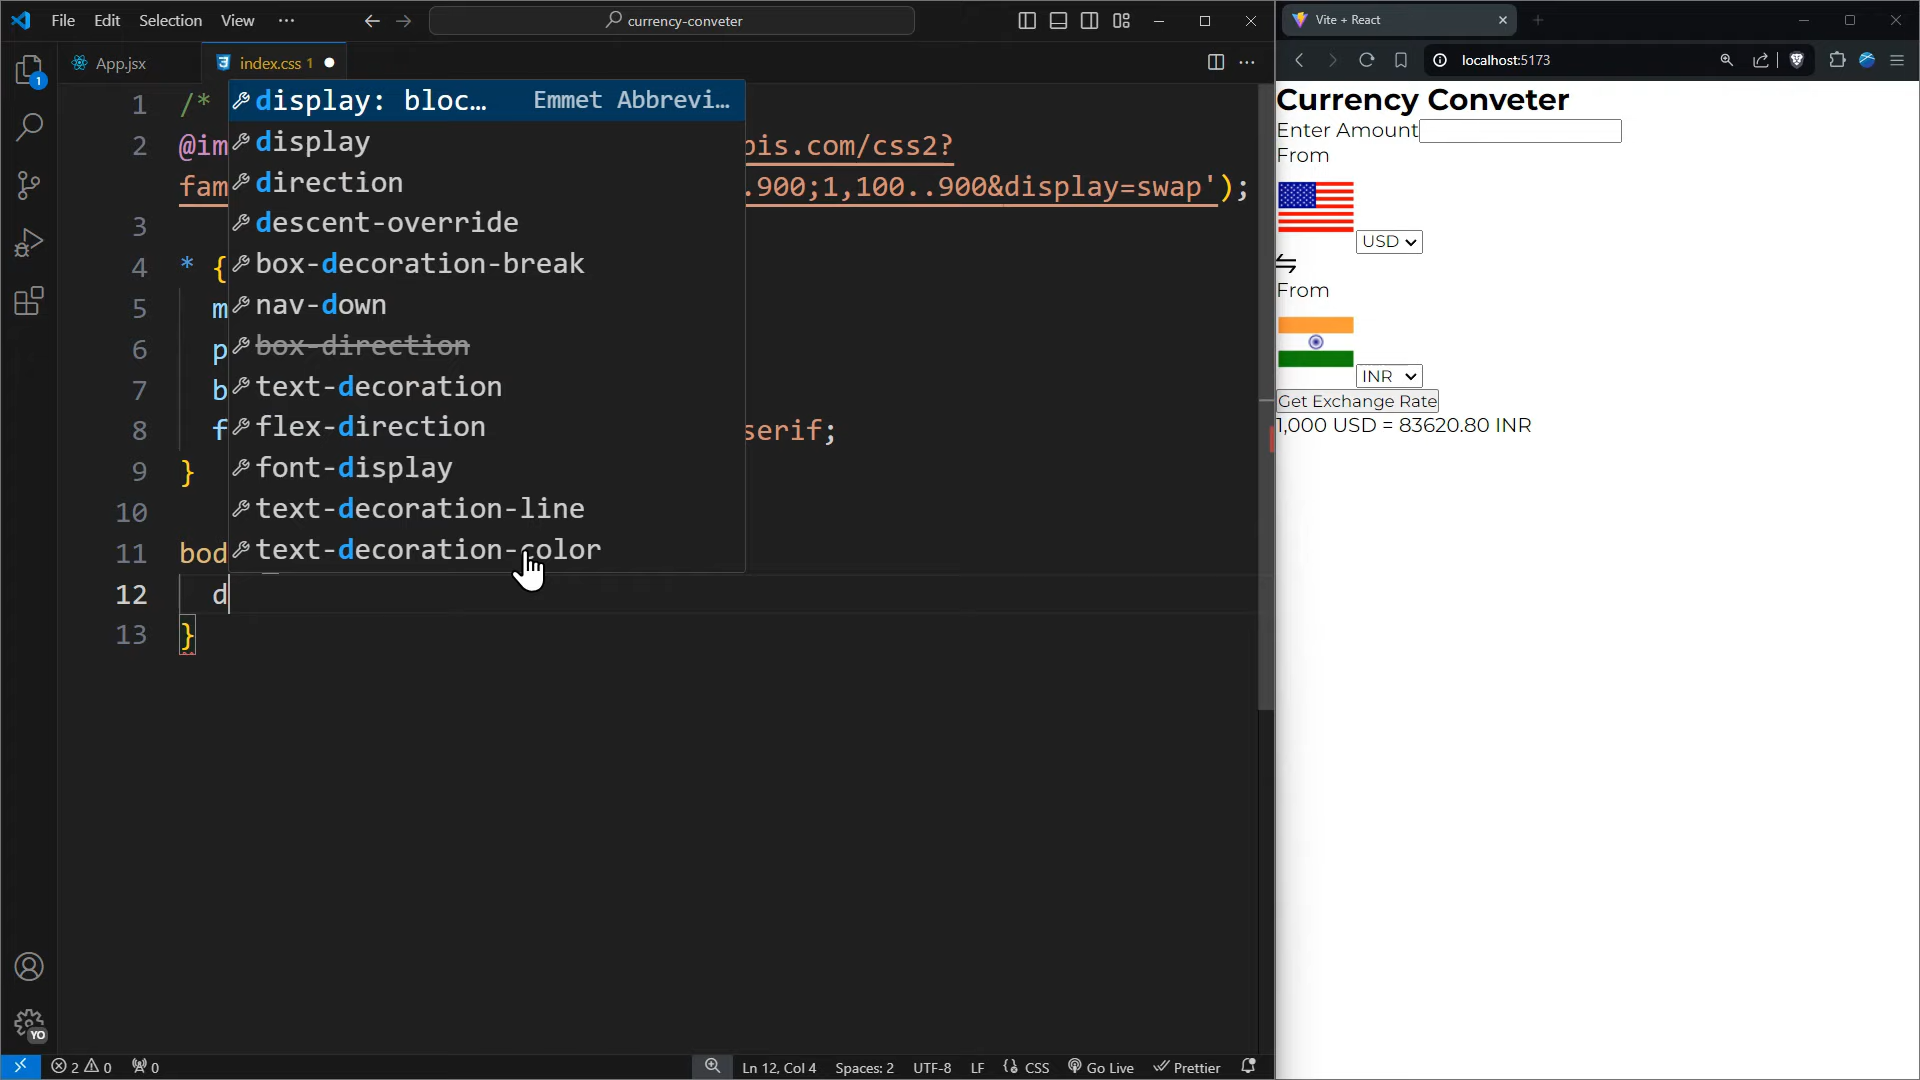 File Edit Selection View ··· currency-conveter
App.jsx index.css 1
1 /*
2 @im
pis.com/css2?
fam
.900;1,100..900&display=swap');
3
4 * {
5 m
6 p
7 b
8 f
serif;
9 }
10
11 bod
12 d
13 }
display: bloc... Emmet Abbrevi...
display
direction
descent-override
box-decoration-break
nav-down
box-direction
text-decoration
flex-direction
font-display
text-decoration-line
text-decoration-color
1
YO
2 0 0 Ln 12, Col 4 Spaces: 2 UTF-8 LF CSS Go Live Prettier
Vite + React
localhost:5173
Currency Conveter
Enter Amount
From
USD
From
INR
Get Exchange Rate
1,000 USD = 83620.80 INR